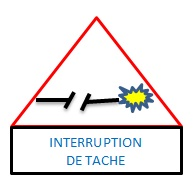 INTERRUPTION
DE TACHE